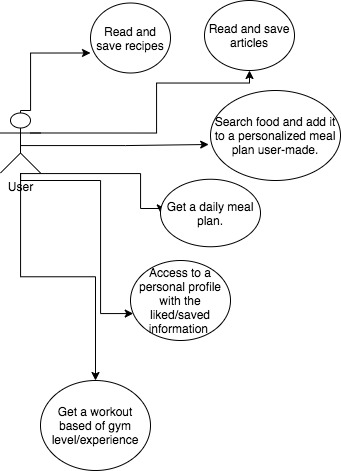 Read and
save recipes
Read and save
articles
Search food and add it
to a personalized meal
plan user-made.
User
Get a daily meal
plan.
Access to a
personal profile
with the
liked/saved
information
Get a workout
based of gym
level/experience